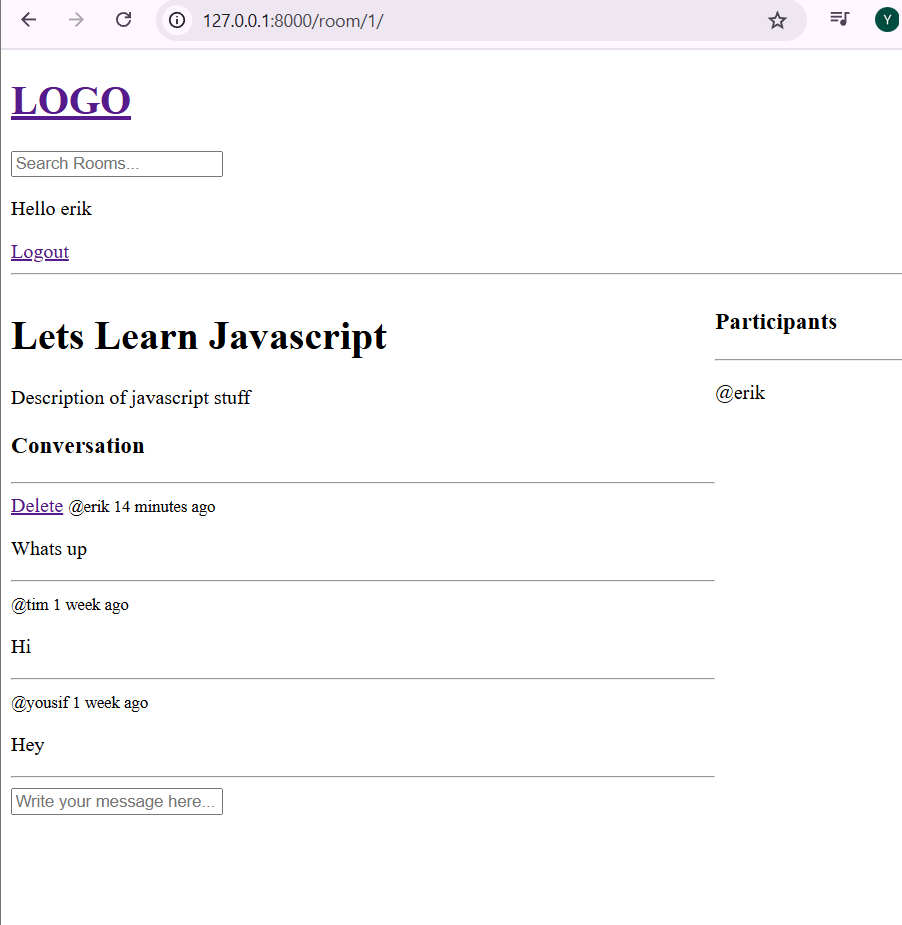 127.0.0.1:8000/room/1/
Y
LOGO
Search Rooms...
Hello erik
Logout
Lets Learn Javascript
Description of javascript stuff
Conversation
Delete @erik 14 minutes ago
Whats up
@tim 1 week ago
Hi
@yousif 1 week ago
Hey
Write your message here...
Participants
@erik